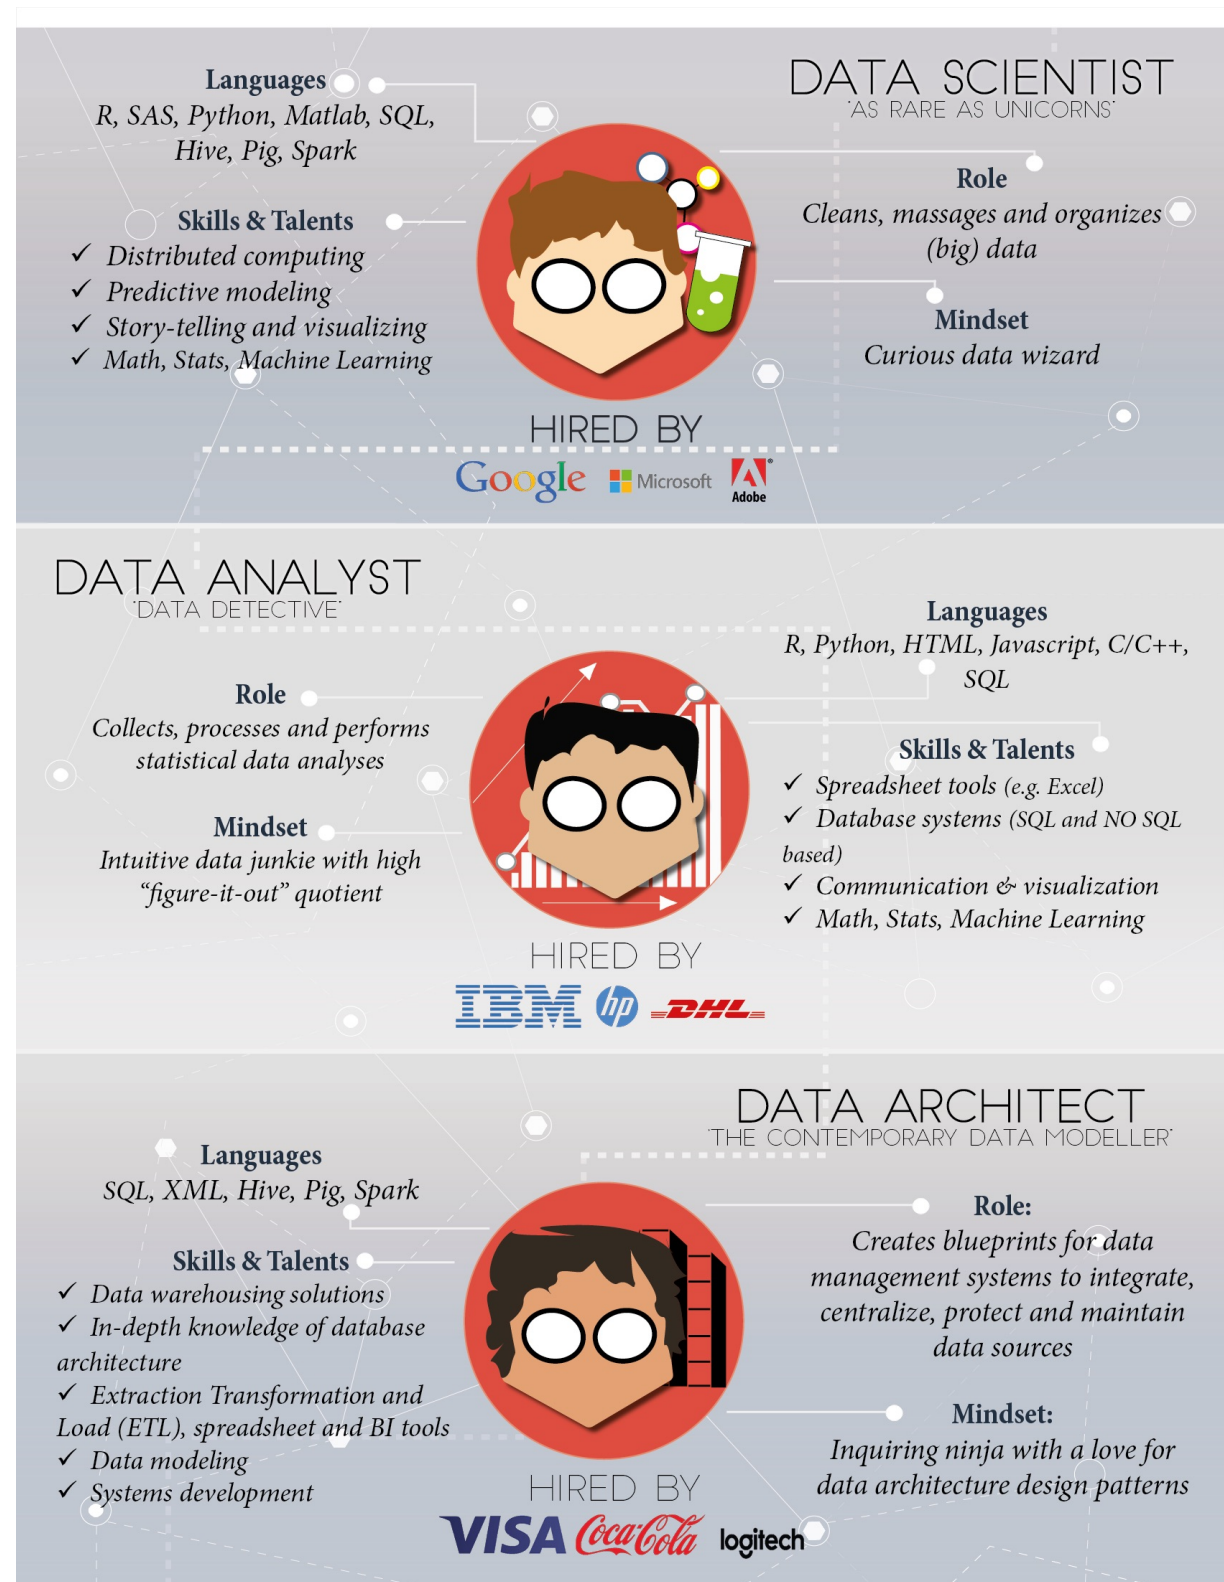 DATA SCIENTIST
'AS RARE AS UNICORNS'
Languages
R, SAS, Python, Matlab, SQL,
Hive, Pig, Spark
Skills & Talents
✓ Distributed computing
✓ Predictive modeling
✓ Story-telling and visualizing
✓ Math, Stats, Machine Learning
Role
Cleans, massages and organizes
(big) data
Mindset
Curious data wizard
HIRED BY
Google Microsoft Adobe
DATA ANALYST
'DATA DETECTIVE'
Role
Collects, processes and performs
statistical data analyses
Mindset
Intuitive data junkie with high
“figure-it-out” quotient
Languages
R, Python, HTML, Javascript, C/C++,
SQL
Skills & Talents
✓ Spreadsheet tools (e.g. Excel)
✓ Database systems (SQL and NO SQL
based)
✓ Communication & visualization
✓ Math, Stats, Machine Learning
HIRED BY
IBM hp DHL
DATA ARCHITECT
'THE CONTEMPORARY DATA MODELLER'
Languages
SQL, XML, Hive, Pig, Spark
Skills & Talents
✓ Data warehousing solutions
✓ In-depth knowledge of database
architecture
✓ Extraction Transformation and
Load (ETL), spreadsheet and BI tools
✓ Data modeling
✓ Systems development
Role:
Creates blueprints for data
management systems to integrate,
centralize, protect and maintain
data sources
Mindset:
Inquiring ninja with a love for
data architecture design patterns
HIRED BY
VISA Coca-Cola logitech